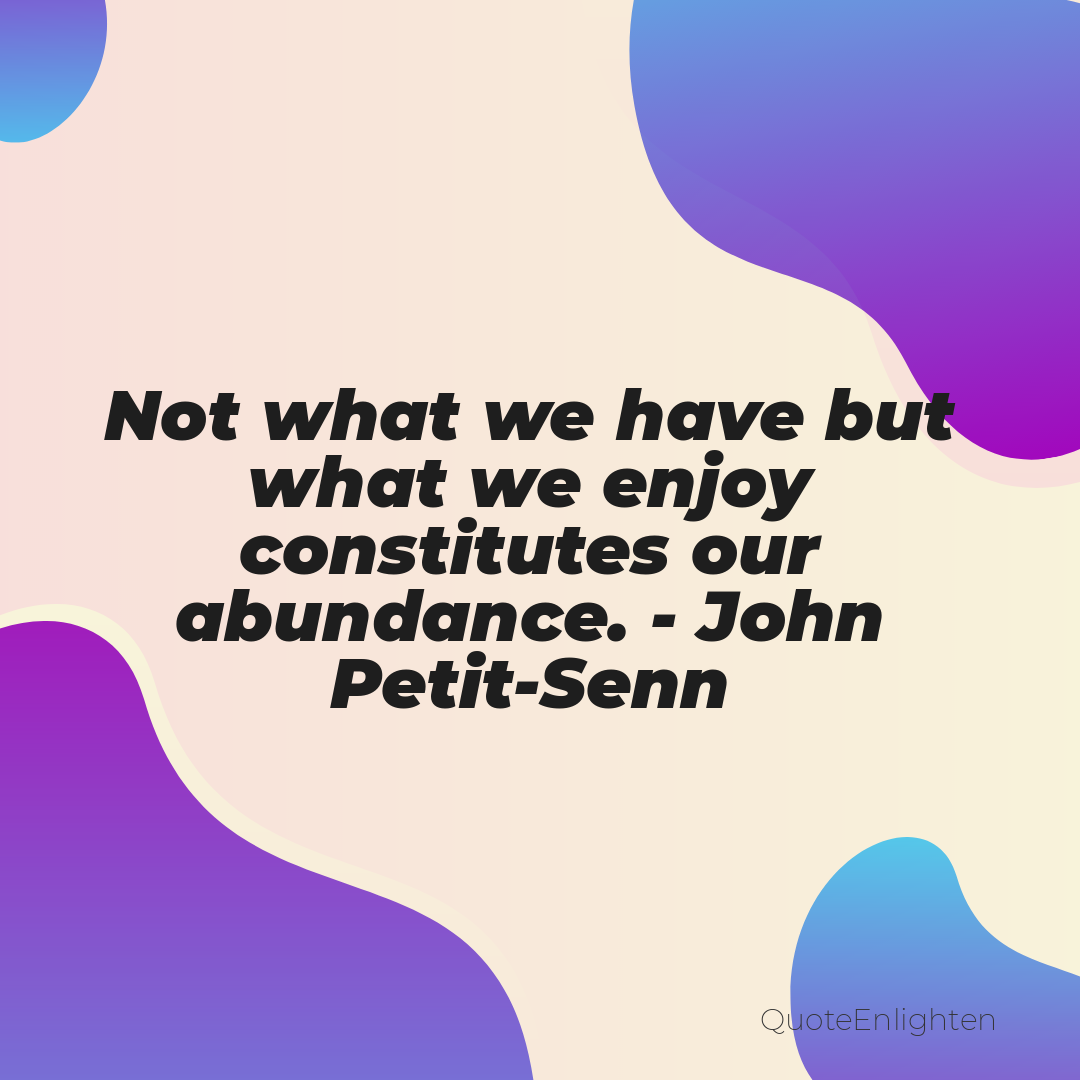 Not what we have but
what we enjoy
constitutes our
abundance. - John
Petit-Senn
QuoteEnlighten